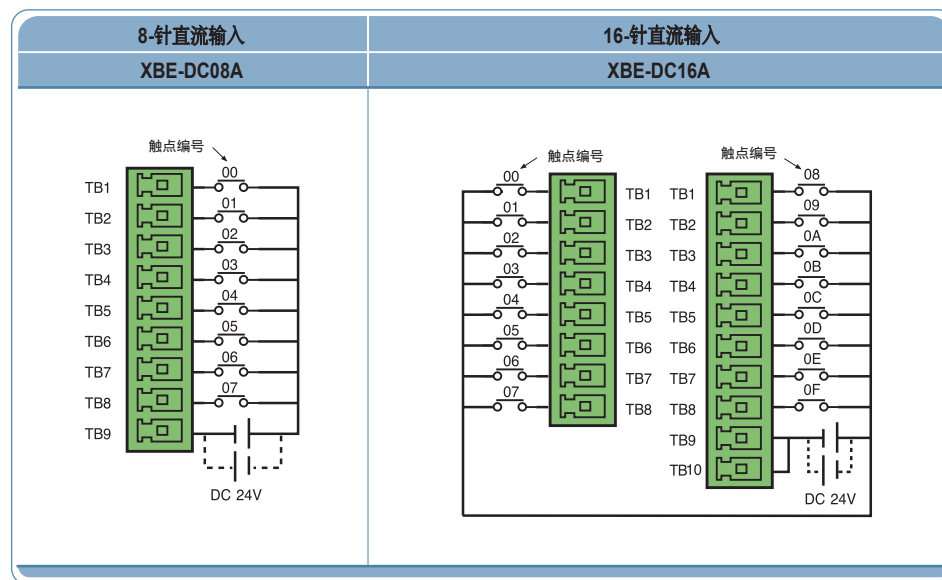 8-针直流输入
16-针直流输入
XBE-DC08A
XBE-DC16A
触点编号
00
TB1
01
TB2
02
TB3
03
TB4
04
TB5
05
TB6
06
TB7
07
TB8
TB9
DC 24V
触点编号
00
TB1
01
TB2
02
TB3
03
TB4
04
TB5
05
TB6
06
TB7
07
TB8
触点编号
08
TB1
09
TB2
0A
TB3
0B
TB4
0C
TB5
0D
TB6
0E
TB7
0F
TB8
TB9
TB10
DC 24V